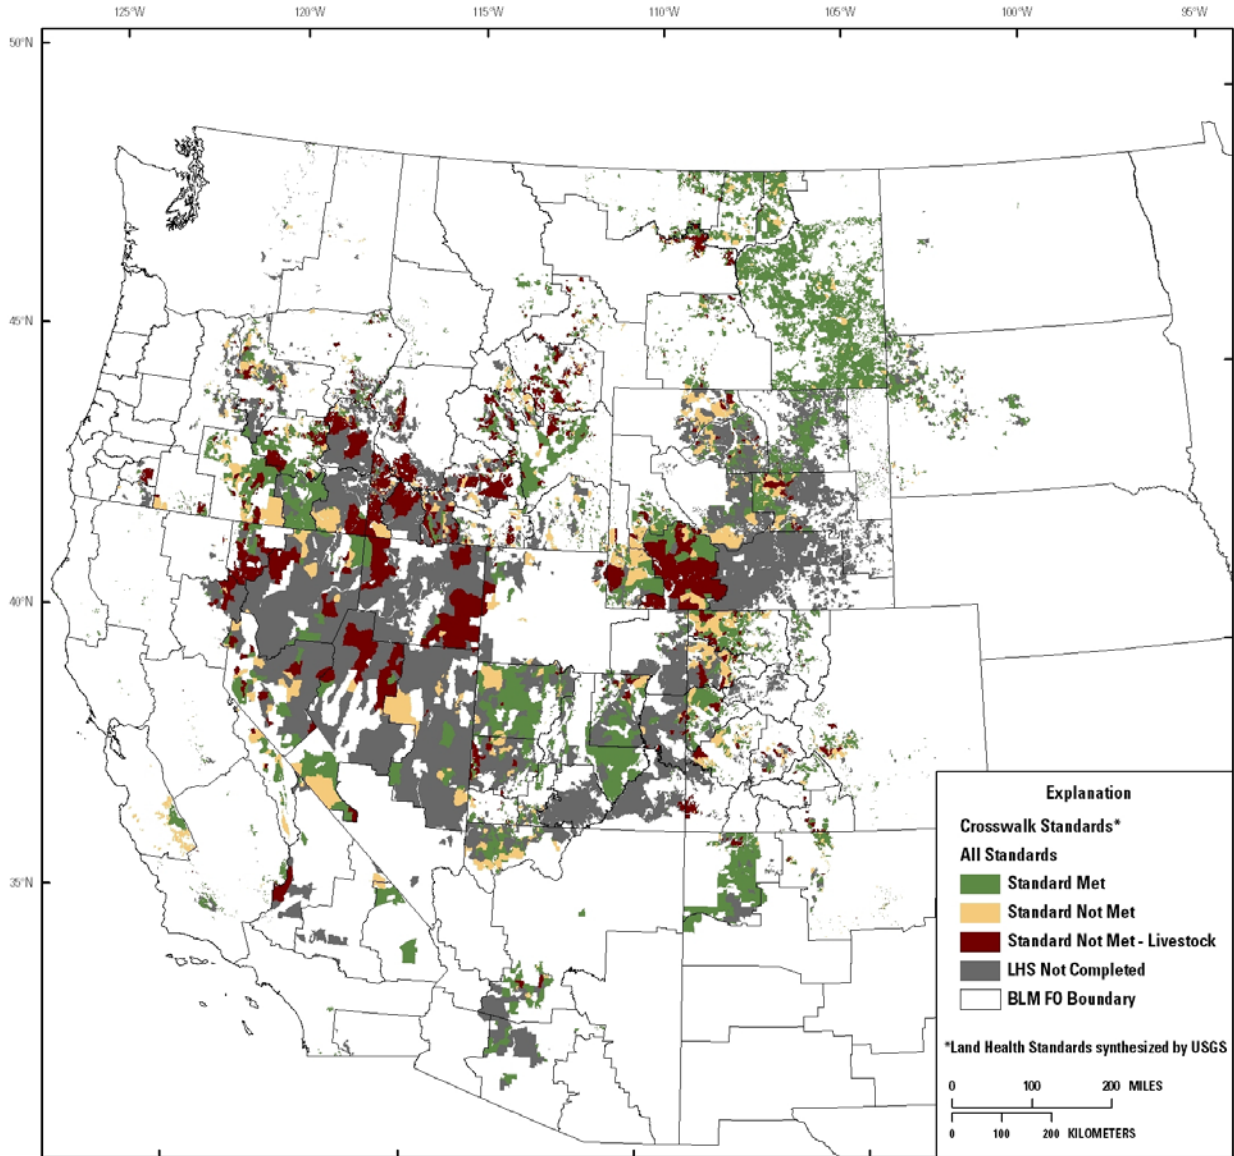 125°W 120°W 115°W 110°W 105°W 100°W 95°W
50°N
45°N
40°N
35°N
Explanation
Crosswalk Standards*
All Standards
Standard Met
Standard Not Met
Standard Not Met - Livestock
LHS Not Completed
BLM FO Boundary
*Land Health Standards synthesized by USGS
0 100 200 MILES
0 100 200 KILOMETERS